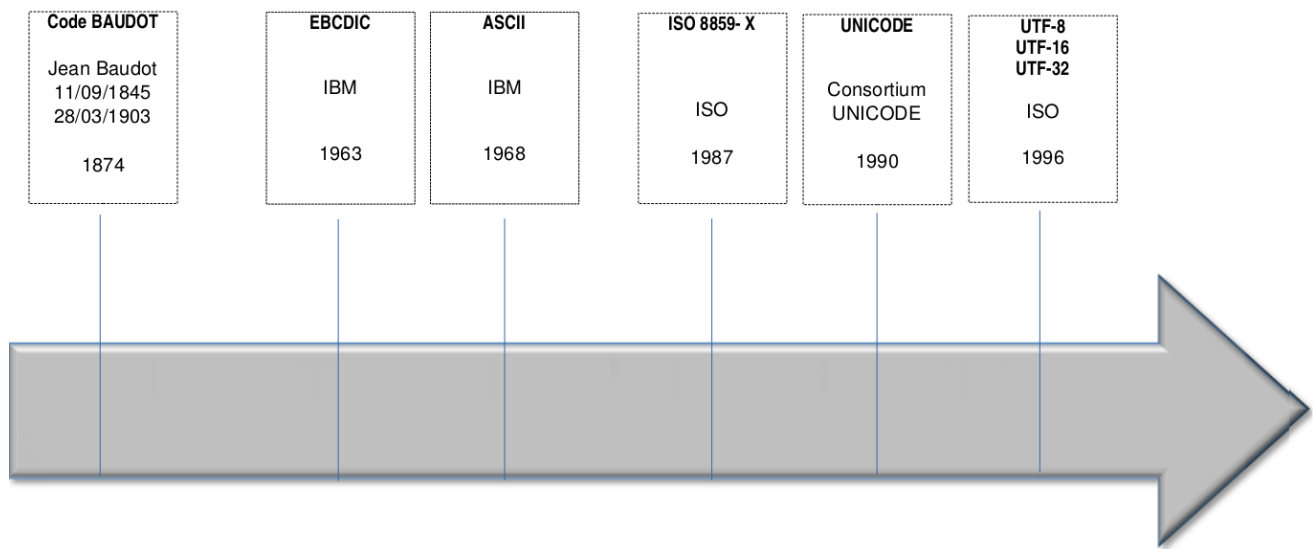 Code BAUDOT
Jean Baudot
11/09/1845
28/03/1903
1874
EBCDIC
IBM
1963
ASCII
IBM
1968
ISO 8859- X
ISO
1987
UNICODE
Consortium
UNICODE
1990
UTF-8
UTF-16
UTF-32
ISO
1996